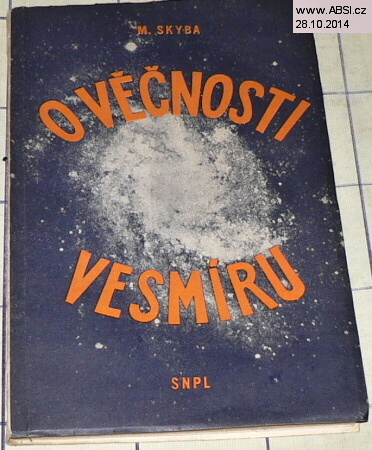 www.ABSI.cz
28.10.2014
M. SKYBA
O VĚČNOSTI
VESMÍRU
SNPL